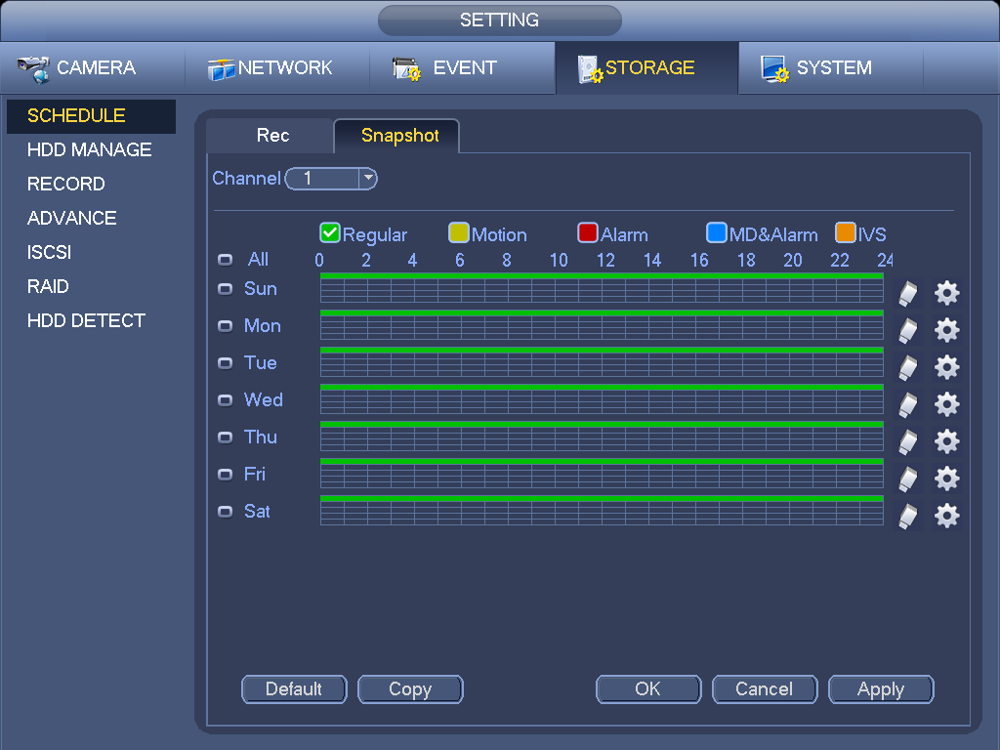 SETTING
CAMERA NETWORK EVENT STORAGE SYSTEM
SCHEDULE
HDD MANAGE
RECORD
ADVANCE
ISCSI
RAID
HDD DETECT
Rec Snapshot
Channel 1
Regular Motion Alarm MD&Alarm IVS
All 0 2 4 6 8 10 12 14 16 18 20 22 24
Sun
Mon
Tue
Wed
Thu
Fri
Sat
Default Copy OK Cancel Apply